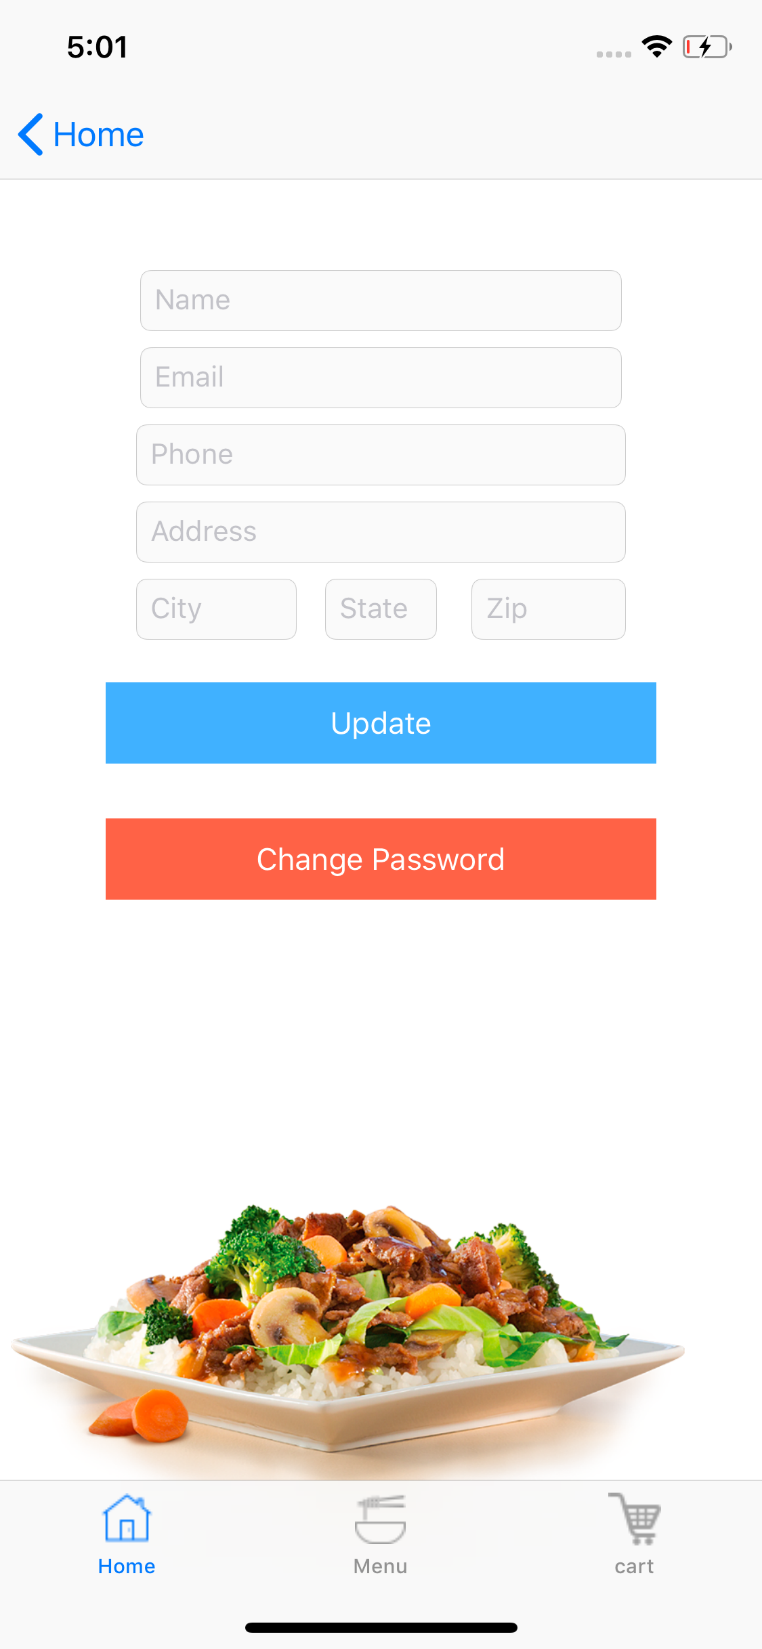 5:01
Home
Name
Email
Phone
Address
City State Zip
Update
Change Password
Home Menu cart